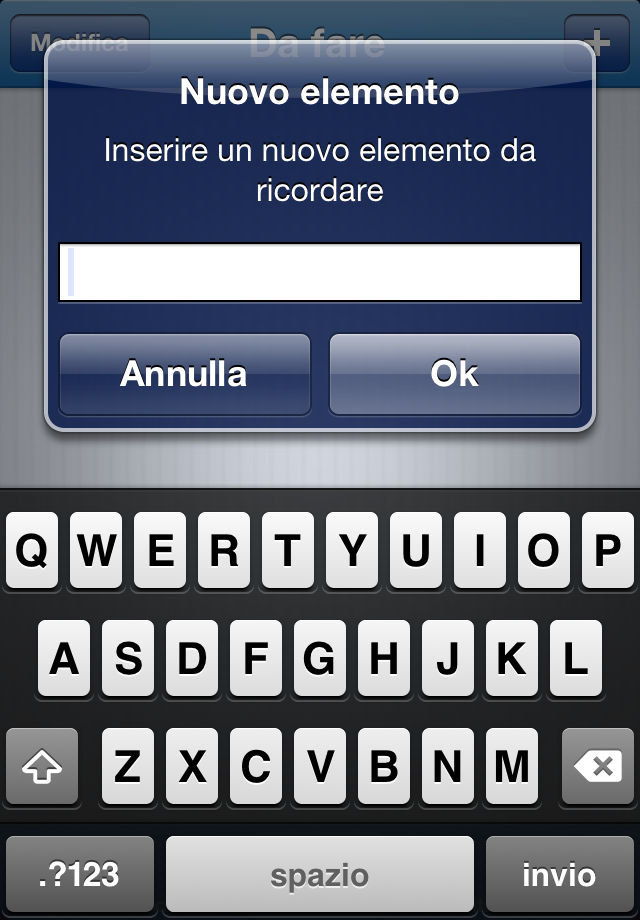 Modifica Da fare +
Nuovo elemento
Inserire un nuovo elemento da
ricordare
Annulla Ok
Q W E R T Y U I O P
A S D F G H J K L
Z X C V B N M
.?123 spazio invio